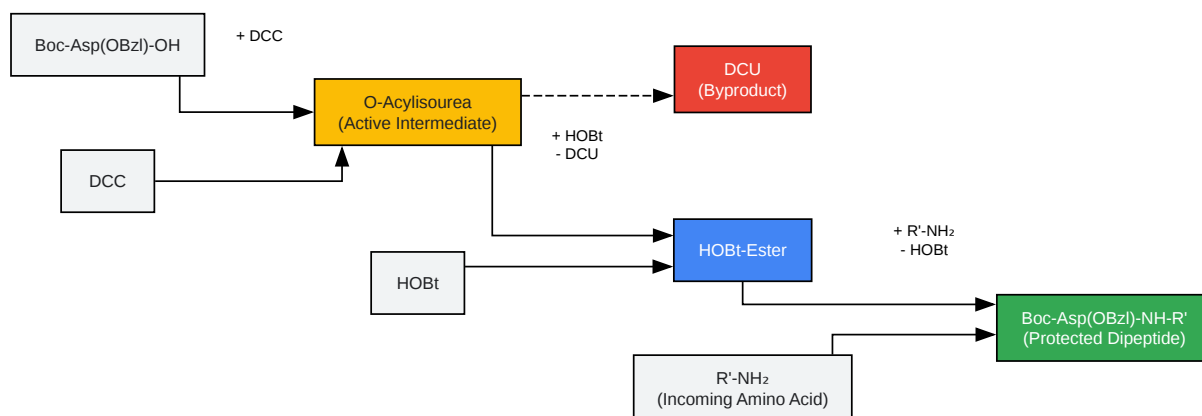 Boc-Asp(OBzl)-OH
+ DCC
O-Acylisourea
(Active Intermediate)
DCU
(Byproduct)
+ HOBt
- DCU
DCC
HOBt
HOBt-Ester
+ R'-NH₂
- HOBt
Boc-Asp(OBzl)-NH-R'
(Protected Dipeptide)
R'-NH₂
(Incoming Amino Acid)